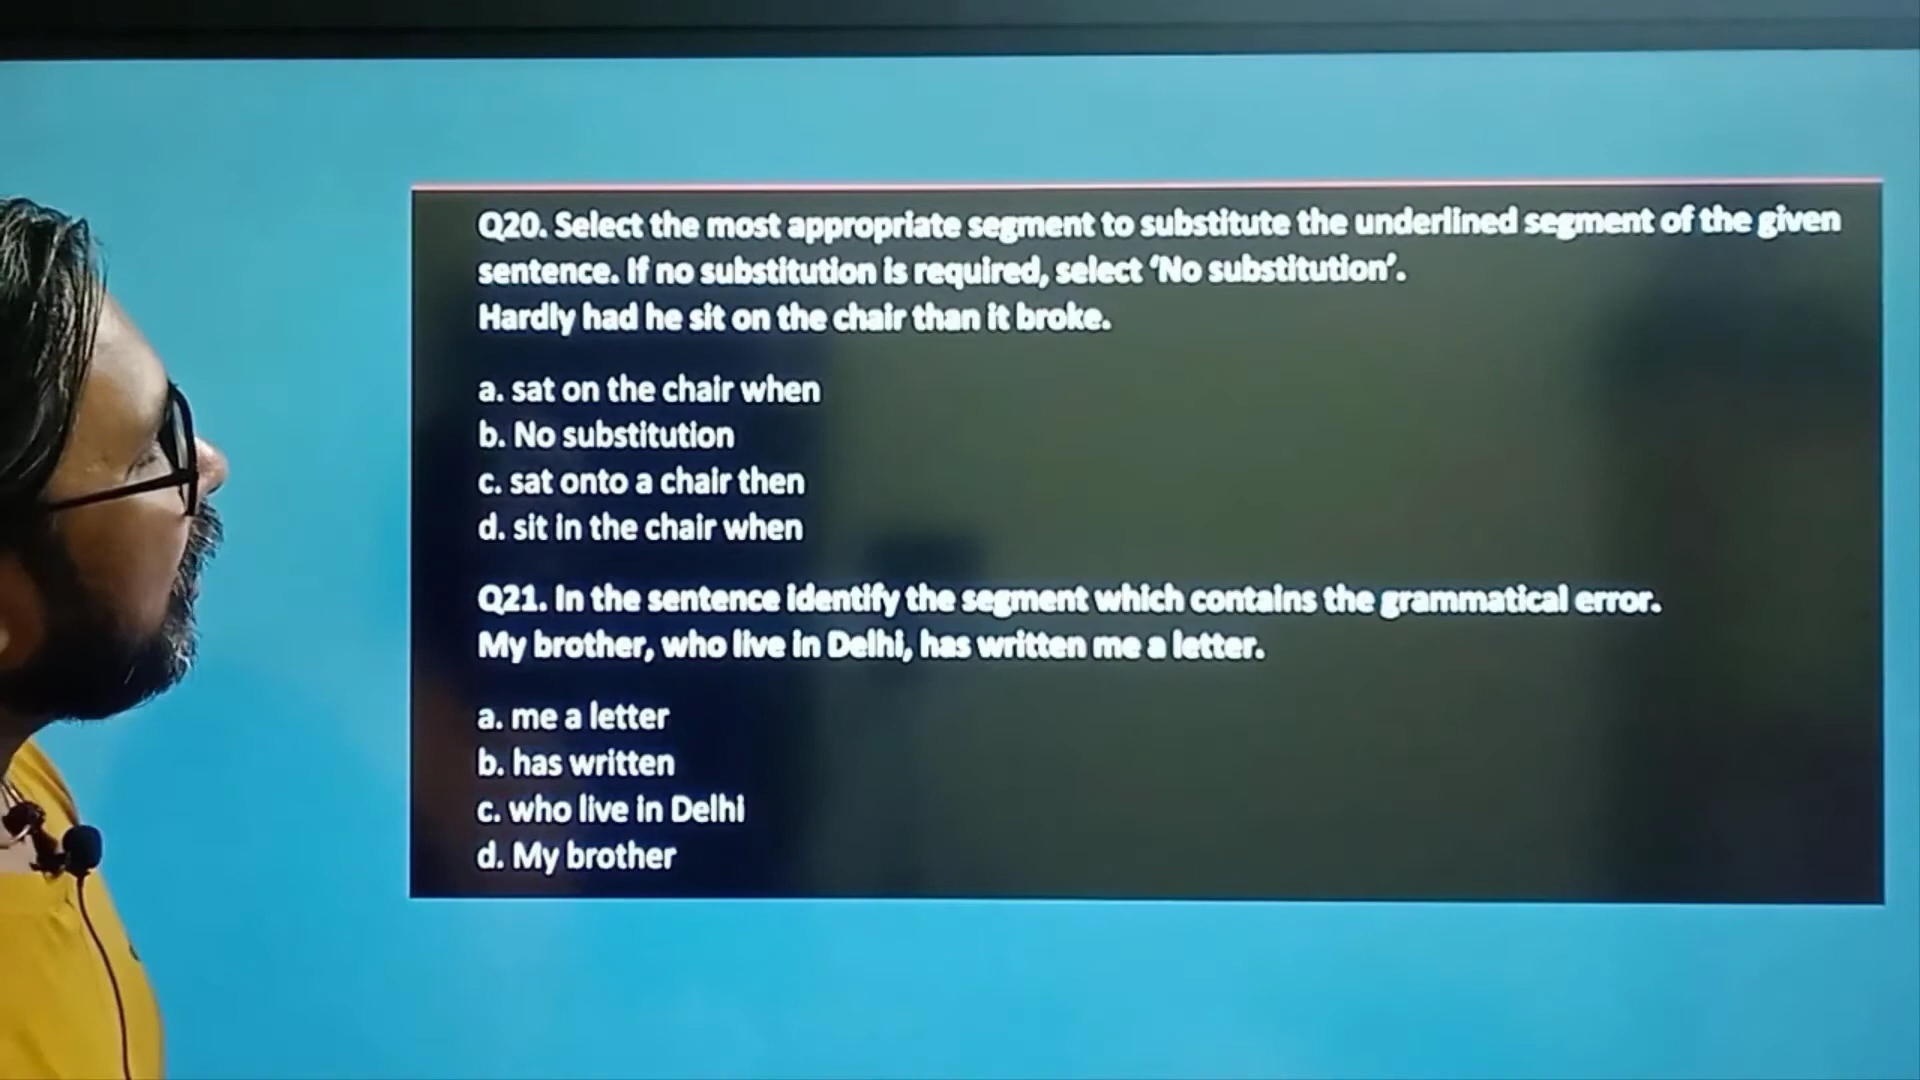 Q20. Select the most appropriate segment to substitute the underlined segment of the given
sentence. If no substitution is required, select ‘No substitution’.
Hardly had he sit on the chair than it broke.
a. sat on the chair when
b. No substitution
c. sat onto a chair then
d. sit in the chair when
Q21. In the sentence identify the segment which contains the grammatical error.
My brother, who live in Delhi, has written me a letter.
a. me a letter
b. has written
c. who live in Delhi
d. My brother